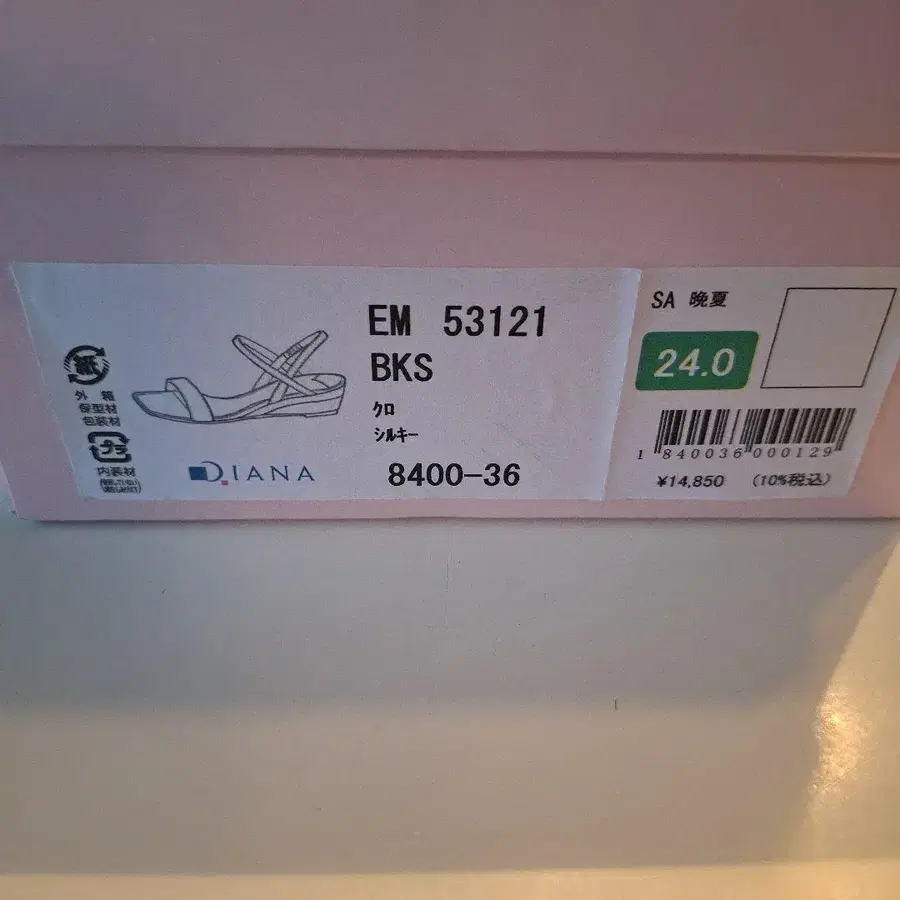 紙
外 箱
保型材
包装材
プラ
内装材
DIANA
EM 53121
BKS
クロ
シルキー
8400-36
SA 晩夏
24.0
1 840036 000129
¥14,850 (10%税込)